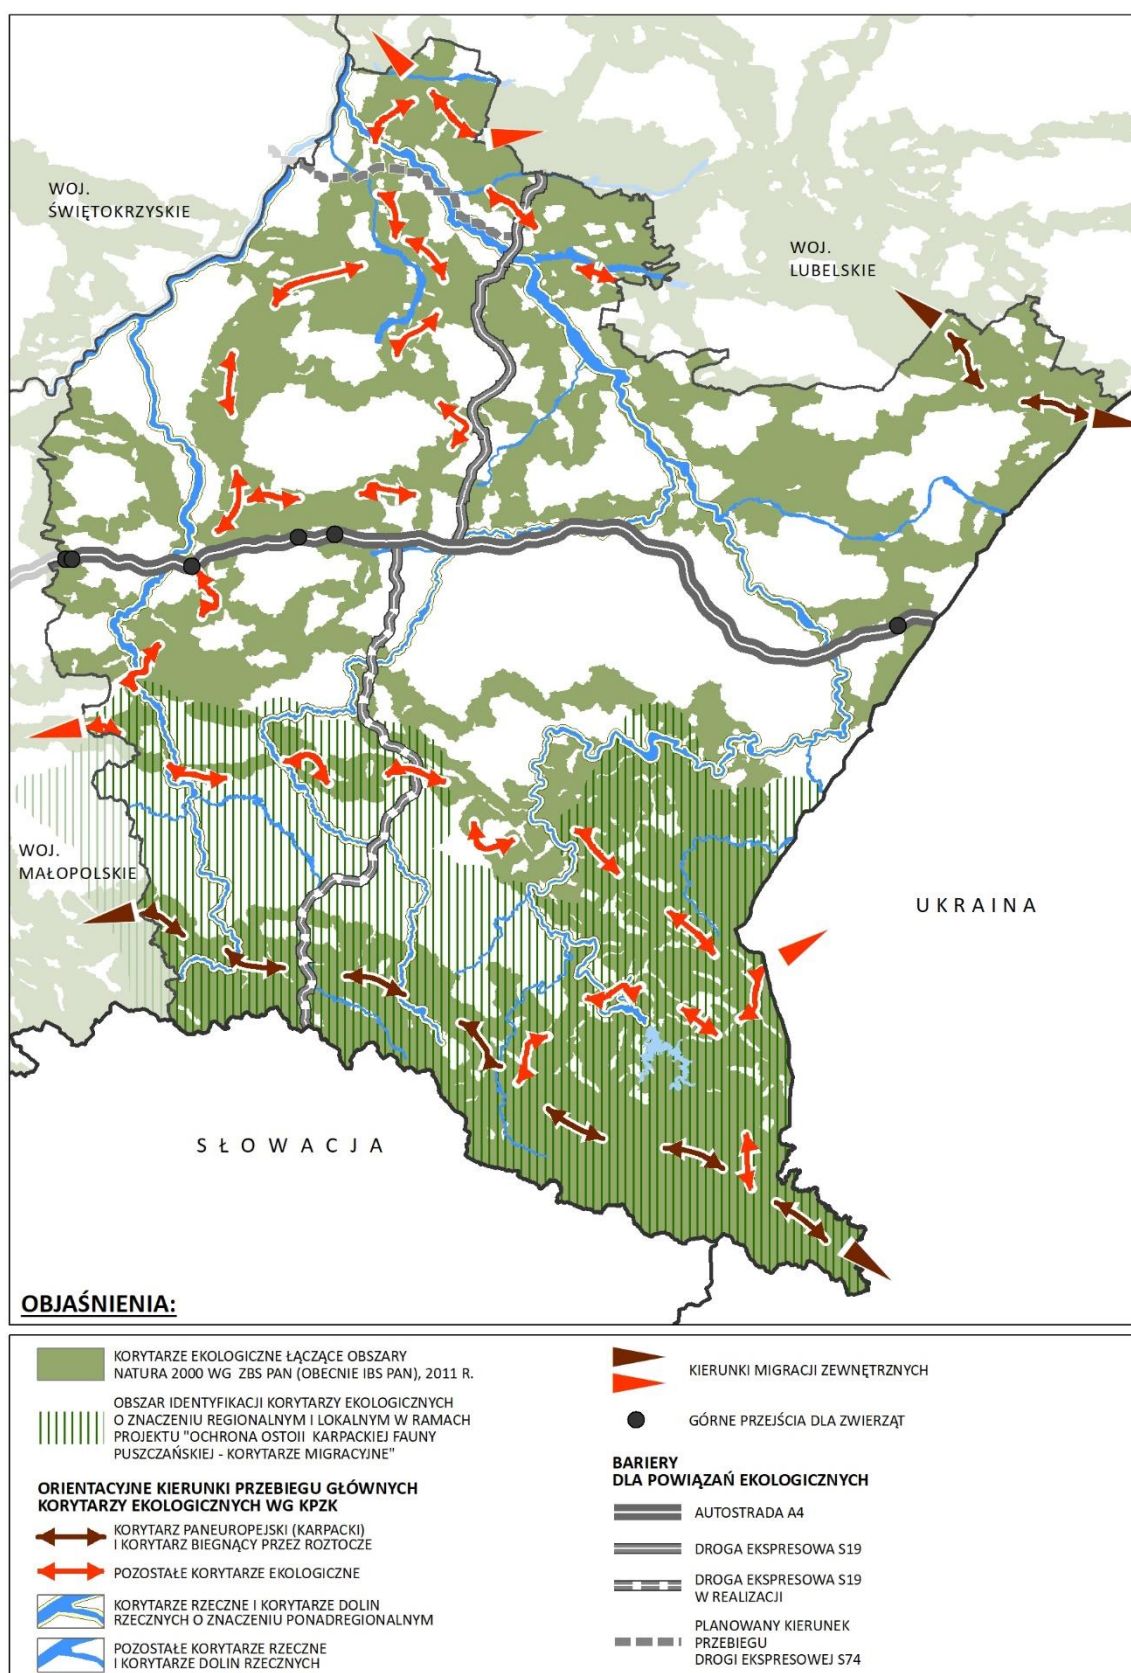 WOJ.
ŚWIĘTOKRZYSKIE
WOJ.
LUBELSKIE
WOJ.
MAŁOPOLSKIE
UKRAINA
SŁOWACJA
OBJAŚNIENIA:
KORYTARZE EKOLOGICZNE ŁĄCZĄCE OBSZARY
NATURA 2000 WG ZBS PAN (OBECNIE IBS PAN), 2011 R.
OBSZAR IDENTYFIKACJI KORYTARZY EKOLOGICZNYCH
O ZNACZENIU REGIONALNYM I LOKALNYM W RAMACH
PROJEKTU "OCHRONA OSTOII KARPACKIEJ FAUNY
PUSZCZAŃSKIEJ - KORYTARZE MIGRACYJNE"
ORIENTACYJNE KIERUNKI PRZEBIEGU GŁÓWNYCH
KORYTARZY EKOLOGICZNYCH WG KPZK
KORYTARZ PANEUROPEJSKI (KARPACKI)
I KORYTARZ BIEGNĄCY PRZEZ ROZTOCZE
POZOSTAŁE KORYTARZE EKOLOGICZNE
KORYTARZE RZECZNE I KORYTARZE DOLIN
RZECZNYCH O ZNACZENIU PONADREGIONALNYM
POZOSTAŁE KORYTARZE RZECZNE
I KORYTARZE DOLIN RZECZNYCH
KIERUNKI MIGRACJI ZEWNĘTRZNYCH
GÓRNE PRZEJŚCIA DLA ZWIERZĄT
BARIERY
DLA POWIĄZAŃ EKOLOGICZNYCH
AUTOSTRADA A4
DROGA EKSPRESOWA S19
DROGA EKSPRESOWA S19
W REALIZACJI
PLANOWANY KIERUNEK
PRZEBIEGU
DROGI EKSPRESOWEJ S74